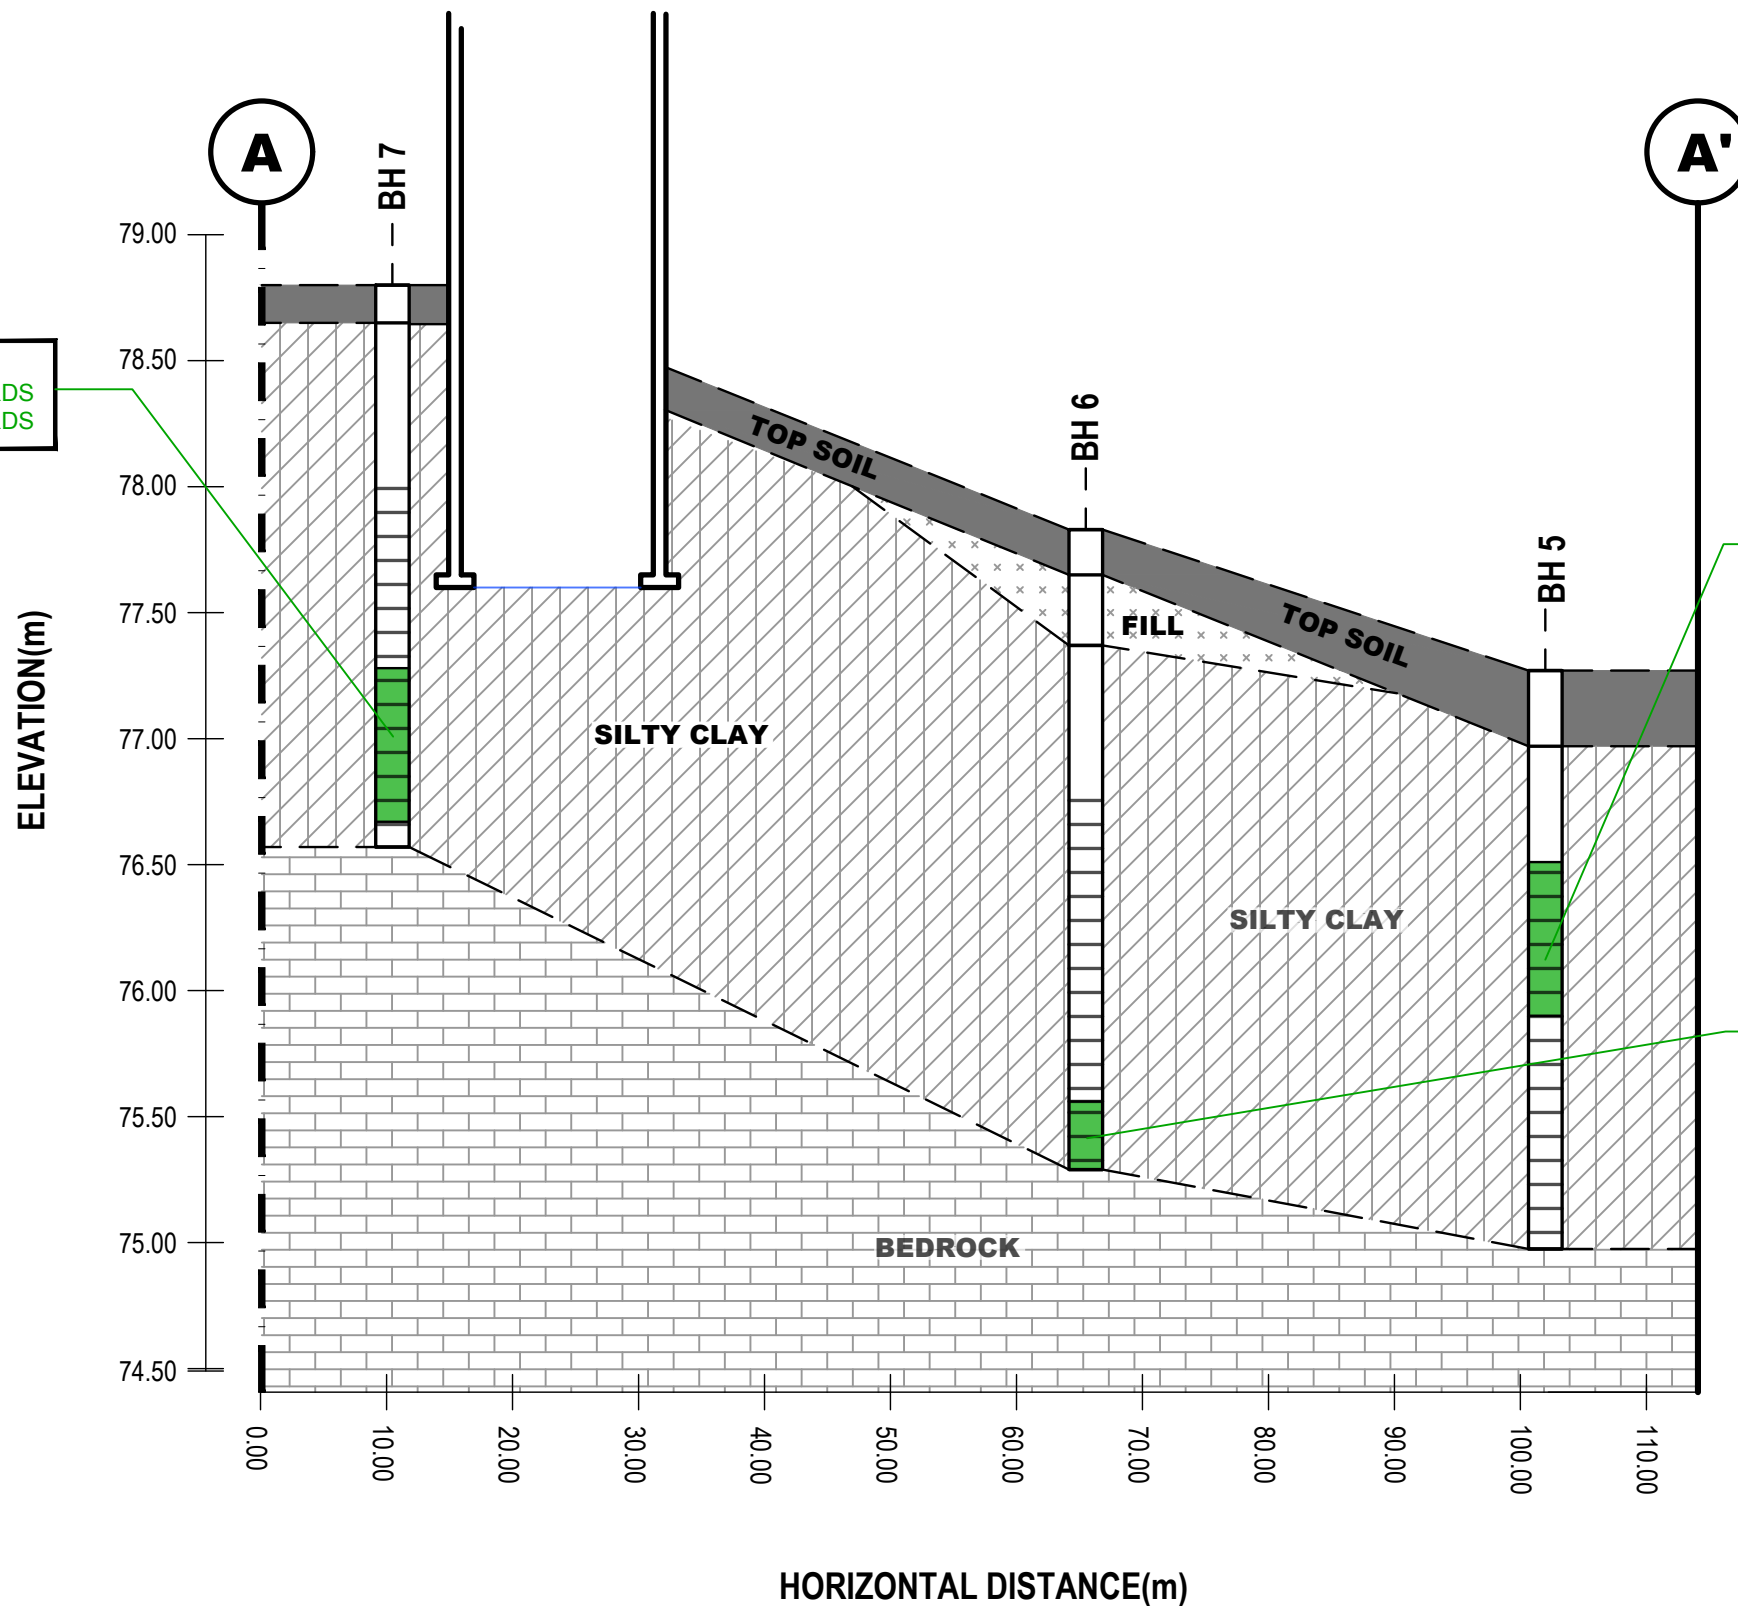 A
A'
BH 7
79.00
78.50
DS
DS
BH 6
TOP SOIL
78.00
BH 5
77.50
FILL
TOP SOIL
ELEVATION(m)
SILTY CLAY
77.00
76.50
SILTY CLAY
76.00
75.50
75.00
BEDROCK
74.50
0.00
10.00
20.00
30.00
40.00
50.00
60.00
70.00
80.00
90.00
100.00
110.00
HORIZONTAL DISTANCE(m)